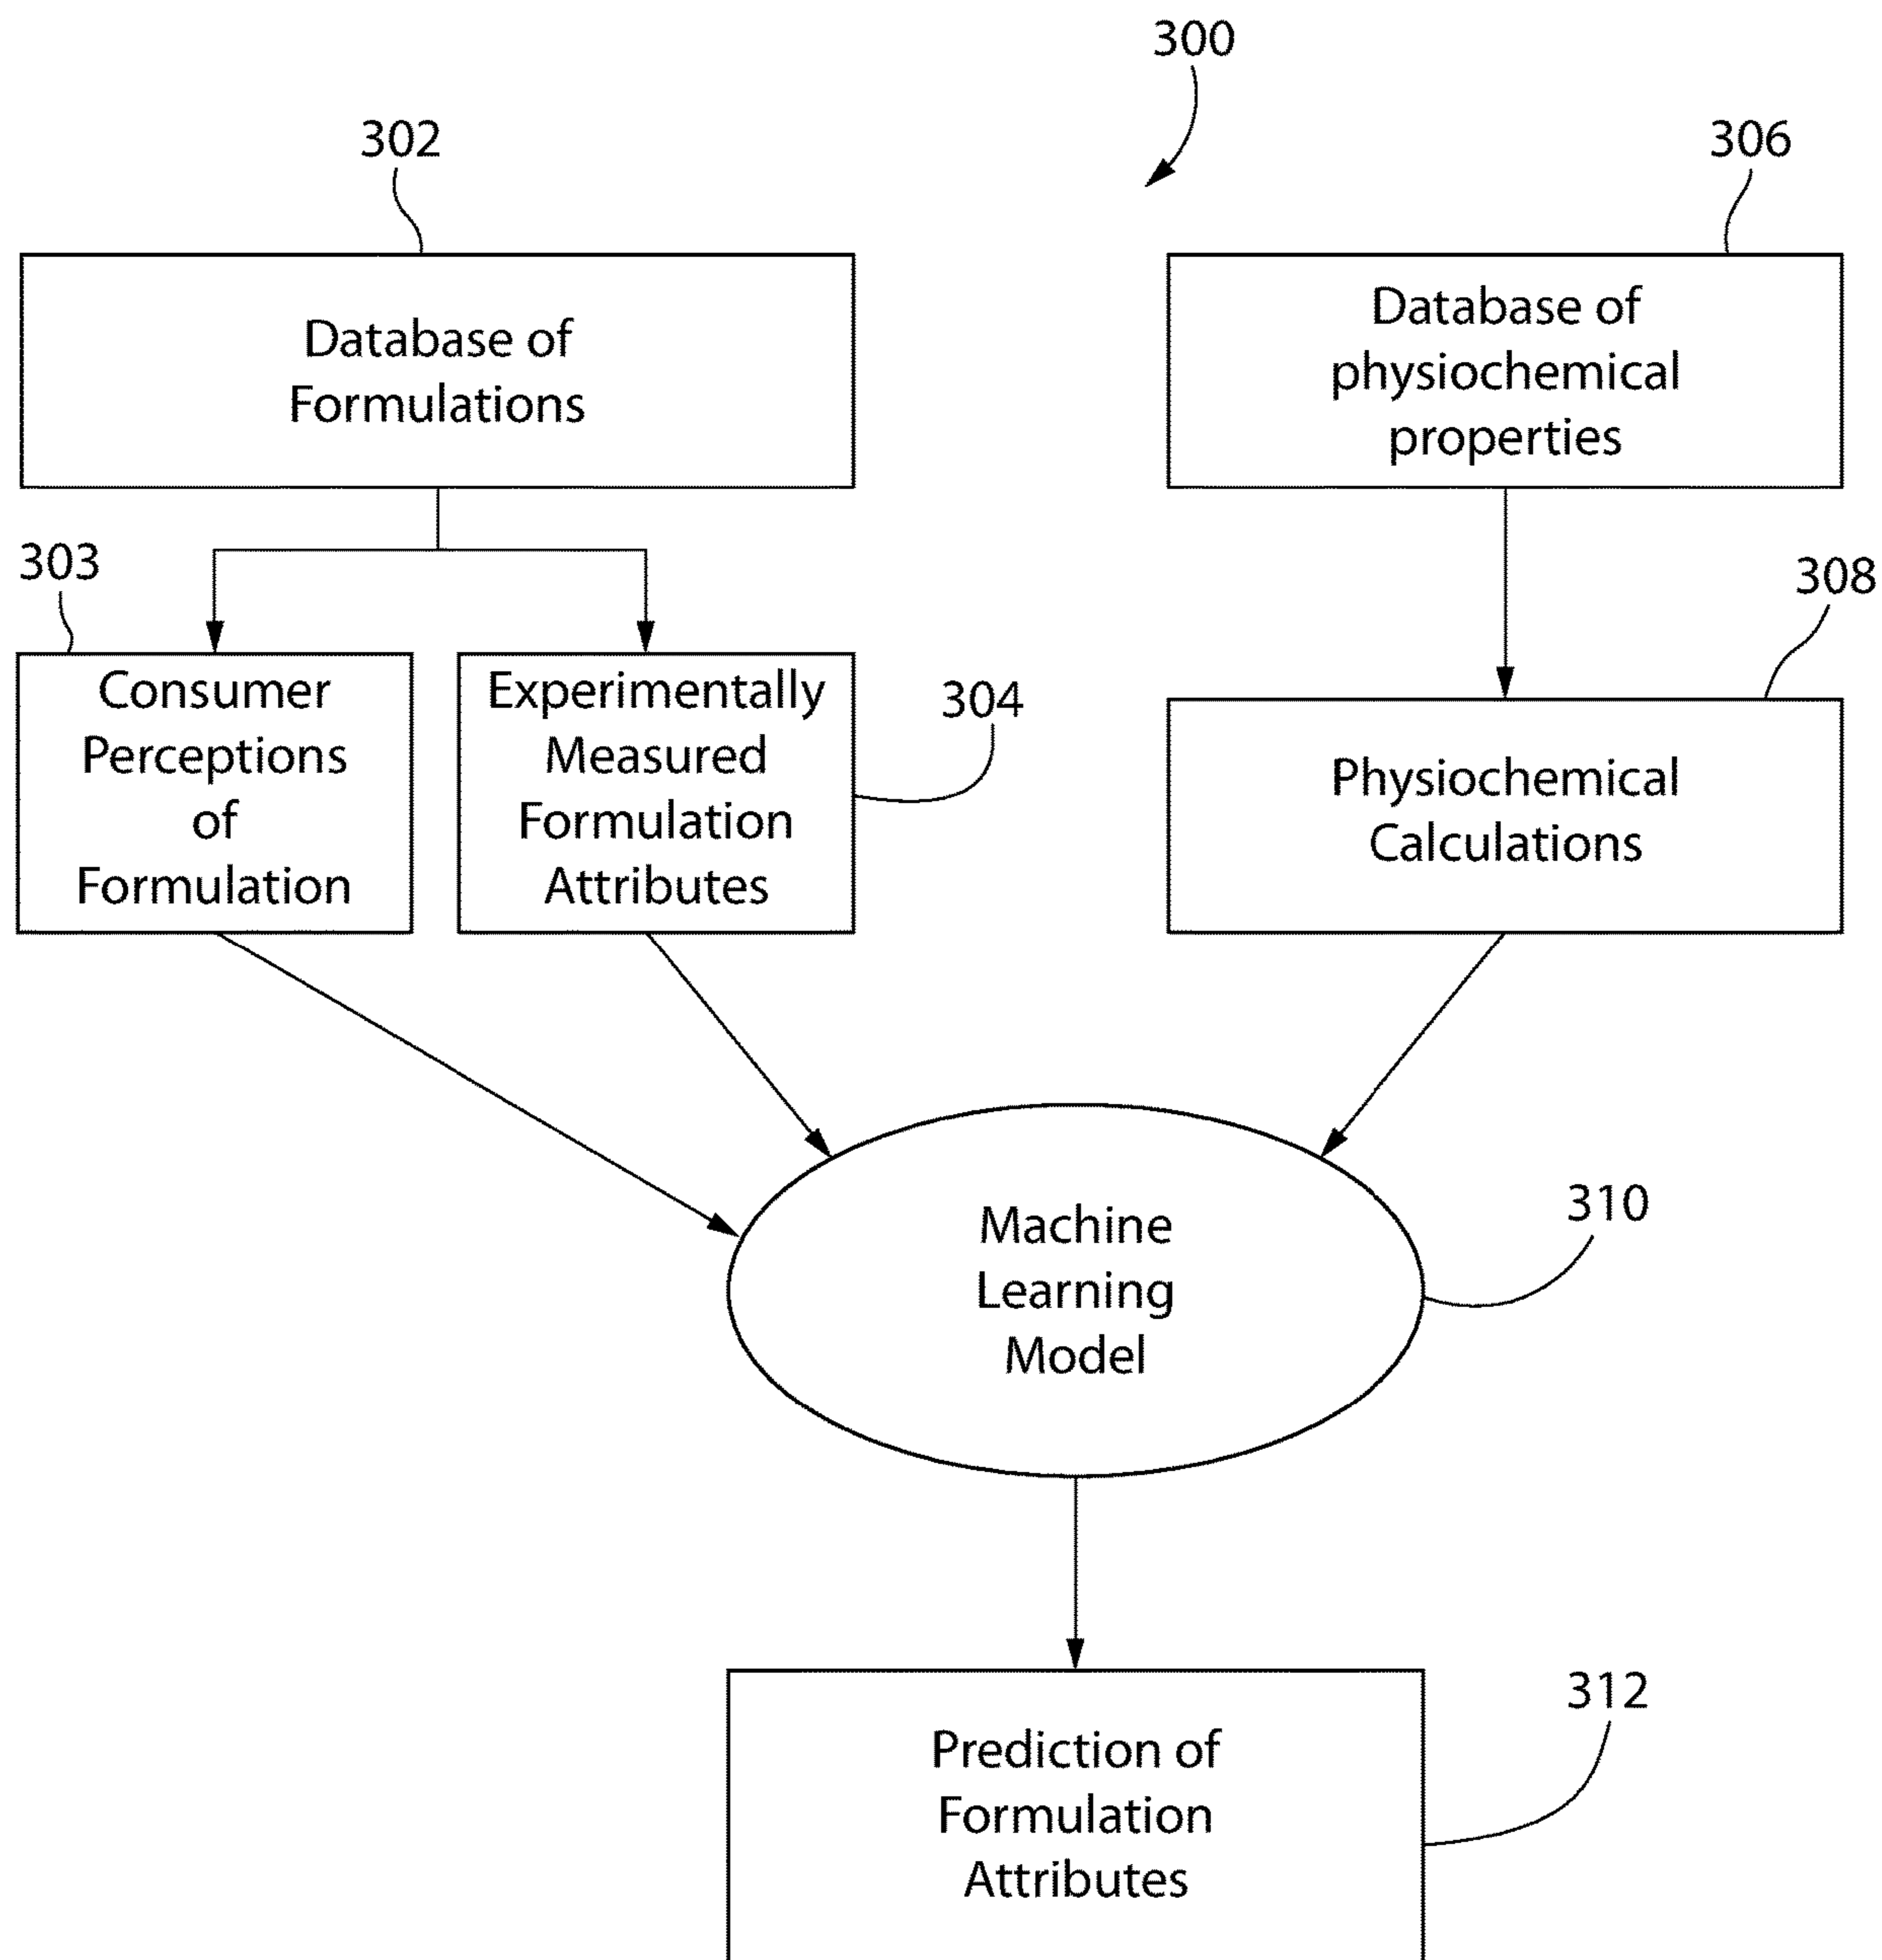 300
302
306
Database of
Formulations
Database of
physiochemical
properties
303
308
Consumer
Perceptions
of
Formulation
Experimentally
Measured
Formulation
Attributes
304
Physiochemical
Calculations
Machine
Learning
Model
310
Prediction of
Formulation
Attributes
312